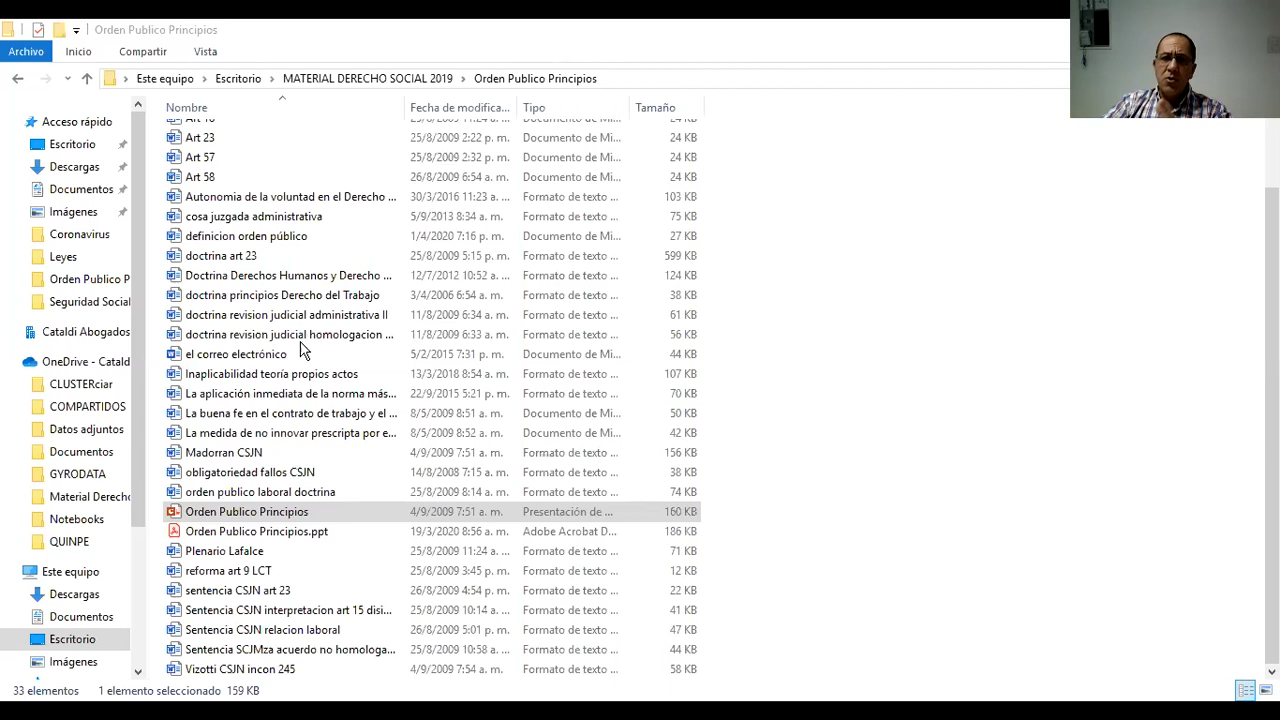 Orden Publico Principios
Archivo Inicio Compartir Vista
Este equipo Escritorio MATERIAL DERECHO SOCIAL 2019 Orden Publico Principios
Nombre Fecha de modifica... Tipo Tamaño
Acceso rápido
Escritorio
Descargas
Documentos
Imágenes
Coronavirus
Leyes
Orden Publico P
Seguridad Social
Cataldi Abogados
OneDrive - Catald
CLUSTERciar
COMPARTIDOS
Datos adjuntos
Documentos
GYRODATA
Material Derecho
Notebooks
QUINPE
Este equipo
Descargas
Documentos
Escritorio
Imágenes
Art 23 25/8/2009 2:22 p. m. Documento de Mi... 24 KB
Art 57 25/8/2009 2:32 p. m. Documento de Mi... 24 KB
Art 58 26/8/2009 6:54 a. m. Documento de Mi... 24 KB
Autonomia de la voluntad en el Derecho ... 30/3/2016 11:23 a. ... Formato de texto ... 103 KB
cosa juzgada administrativa 5/9/2013 8:34 a. m. Formato de texto ... 75 KB
definicion orden público 1/4/2020 7:16 p. m. Documento de Mi... 27 KB
doctrina art 23 25/8/2009 5:15 p. m. Formato de texto ... 599 KB
Doctrina Derechos Humanos y Derecho ... 12/7/2012 10:52 a. ... Formato de texto ... 124 KB
doctrina principios Derecho del Trabajo 3/4/2006 6:54 a. m. Formato de texto ... 38 KB
doctrina revision judicial administrativa II 11/8/2009 6:34 a. m. Formato de texto ... 61 KB
doctrina revision judicial homologacion ... 11/8/2009 6:33 a. m. Formato de texto ... 56 KB
el correo electrónico 5/2/2015 7:31 p. m. Documento de Mi... 44 KB
Inaplicabilidad teoría propios actos 13/3/2018 8:54 a. m. Formato de texto ... 107 KB
La aplicación inmediata de la norma más... 22/9/2015 5:21 p. m. Formato de texto ... 70 KB
La buena fe en el contrato de trabajo y el ... 8/5/2009 8:51 a. m. Documento de Mi... 50 KB
La medida de no innovar prescripta por e... 8/5/2009 8:52 a. m. Documento de Mi... 42 KB
Madorran CSJN 4/9/2009 7:51 a. m. Formato de texto ... 156 KB
obligatoriedad fallos CSJN 14/8/2008 7:15 a. m. Formato de texto ... 38 KB
orden publico laboral doctrina 25/8/2009 8:14 a. m. Formato de texto ... 74 KB
Orden Publico Principios 4/9/2009 7:51 a. m. Presentación de ... 160 KB
Orden Publico Principios.ppt 19/3/2020 8:56 a. m. Adobe Acrobat D... 186 KB
Plenario Lafalce 25/8/2009 11:24 a. ... Formato de texto ... 71 KB
reforma art 9 LCT 25/8/2009 3:45 p. m. Formato de texto ... 12 KB
sentencia CSJN art 23 26/8/2009 4:54 p. m. Formato de texto ... 22 KB
Sentencia CSJN interpretacion art 15 disi... 25/8/2009 10:14 a. ... Formato de texto ... 41 KB
Sentencia CSJN relacion laboral 26/8/2009 5:01 p. m. Formato de texto ... 47 KB
Sentencia SCJMza acuerdo no homologa... 25/8/2009 10:58 a. ... Formato de texto ... 44 KB
Vizotti CSJN incon 245 4/9/2009 7:54 a. m. Formato de texto ... 58 KB
33 elementos 1 elemento seleccionado 159 KB